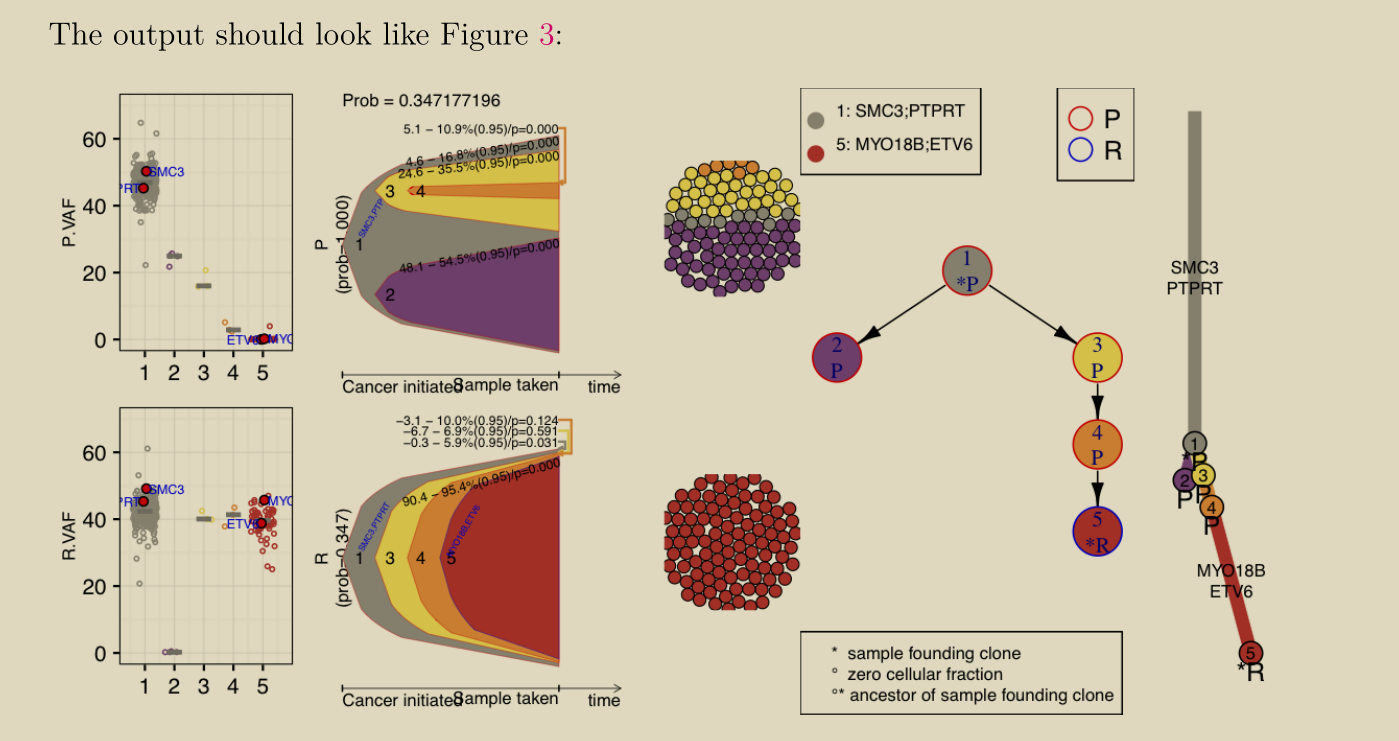 The output should look like Figure 3:
60
40
20
0
P.VAF
SMC3
PRT
ETV6
MYO
1 2 3 4 5
Prob = 0.347177196
5.1 − 10.9%(0.95)/p=0.000
4.6 − 16.8%(0.95)/p=0.000
24.6 − 35.5%(0.95)/p=0.000
3
4
SMC3;PTP
1
48.1 − 54.5%(0.95)/p=0.000
2
P
Cancer initiated
Sample taken
time
1: SMC3;PTPRT
5: MYO18B;ETV6
P
R
1
*P
2
P
3
P
4
P
5
*R
SMC3
PTPRT
1
*P
2
P
3
P
4
P
MYO18B
ETV6
5
*R
60
40
20
0
R.VAF
SMC3
PRT
MYO
ETV6
1 2 3 4 5
−3.1 − 10.0%(0.95)/p=0.124
−6.7 − 6.9%(0.95)/p=0.591
−0.3 − 5.9%(0.95)/p=0.031
90.4 − 95.4%(0.95)/p=0.000
SMC3;PTPRT
MYO18B;ETV6
1
3
4
5
R
Cancer initiated
Sample taken
time
* sample founding clone
° zero cellular fraction
°* ancestor of sample founding clone